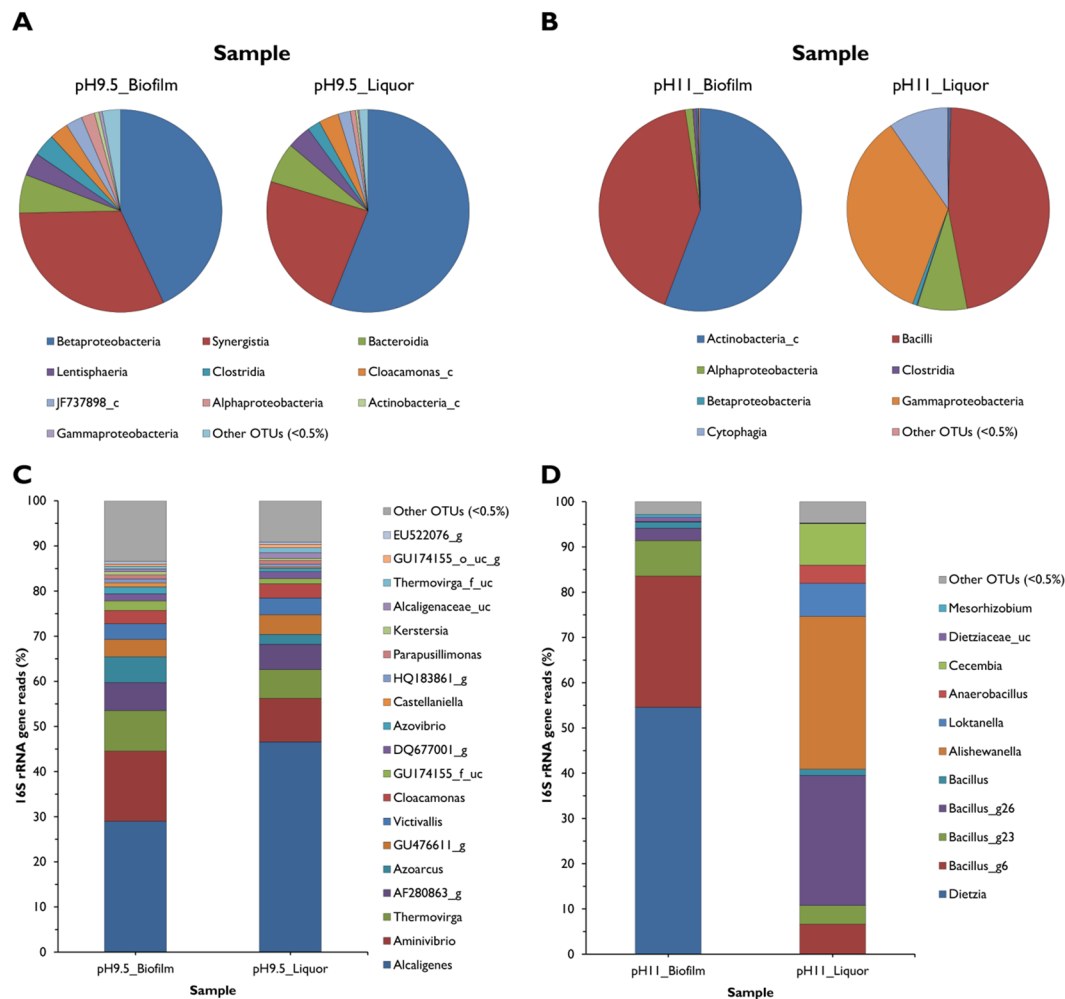 A
Sample
pH9.5_Biofilm
pH9.5_Liquor
Betaproteobacteria
Synergistia
Bacteroidia
Lentisphaeria
Clostridia
Cloacamonas_c
JF737898_c
Alphaproteobacteria
Actinobacteria_c
Gammaproteobacteria
Other OTUs (<0.5%)
B
Sample
pH11_Biofilm
pH11_Liquor
Actinobacteria_c
Bacilli
Alphaproteobacteria
Clostridia
Betaproteobacteria
Gammaproteobacteria
Cytophagia
Other OTUs (<0.5%)
C
16S rRNA gene reads (%)
100
90
80
70
60
50
40
30
20
10
0
pH9.5_Biofilm
pH9.5_Liquor
Sample
Other OTUs (<0.5%)
EU522076_g
GU174155_o_uc_g
Thermovirga_f_uc
Alcaligenaceae_uc
Kerstersia
Parapusillimonas
HQ183861_g
Castellaniella
Azovibrio
DQ677001_g
GU174155_f_uc
Cloacamonas
Victivallis
GU476611_g
Azoarcus
AF280863_g
Thermovirga
Aminivibrio
Alcaligenes
D
16S rRNA gene reads (%)
100
90
80
70
60
50
40
30
20
10
0
pH11_Biofilm
pH11_Liquor
Sample
Other OTUs (<0.5%)
Mesorhizobium
Dietziaceae_uc
Cecembia
Anaerobacillus
Loktanella
Alishewanella
Bacillus
Bacillus_g26
Bacillus_g23
Bacillus_g6
Dietzia